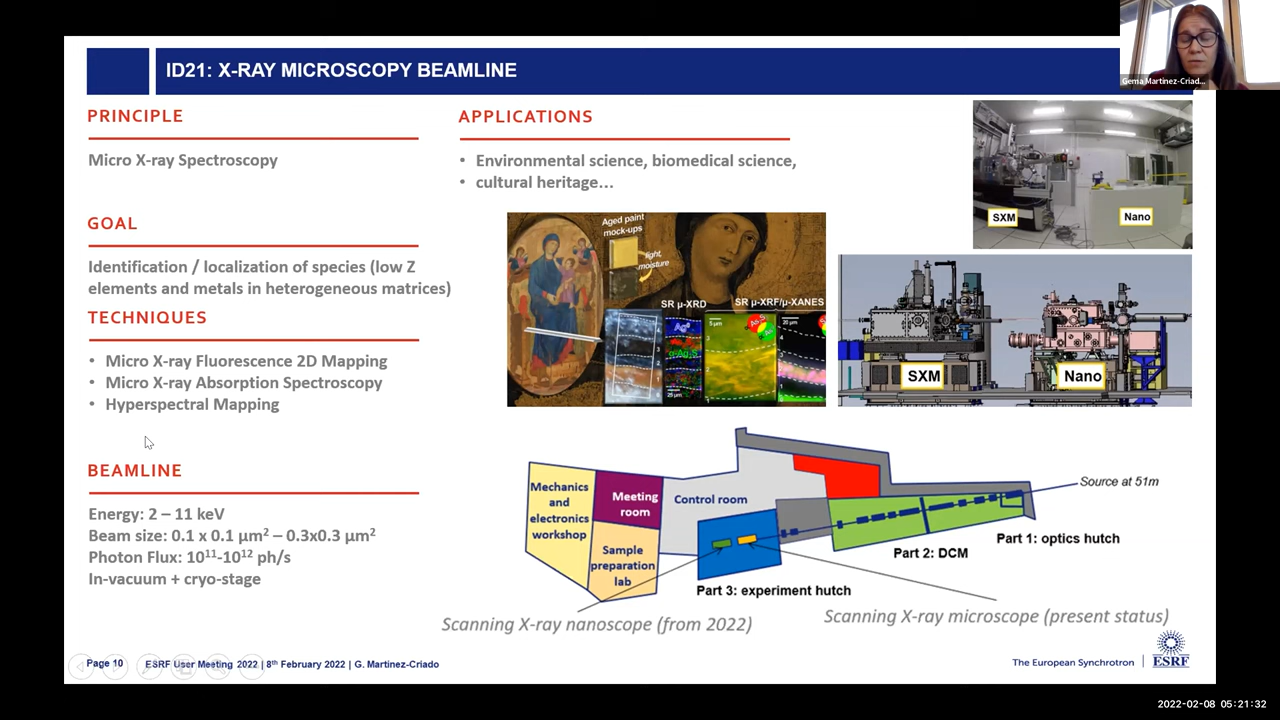 ID21: X-RAY MICROSCOPY BEAMLINE
Gema Martinez-Criad...
PRINCIPLE
Micro X-ray Spectroscopy
GOAL
Identification / localization of species (low Z
elements and metals in heterogeneous matrices)
TECHNIQUES
• Micro X-ray Fluorescence 2D Mapping
• Micro X-ray Absorption Spectroscopy
• Hyperspectral Mapping
BEAMLINE
Energy: 2 – 11 keV
Beam size: 0.1 x 0.1 µm² – 0.3x0.3 µm²
Photon Flux: 10¹¹-10¹² ph/s
In-vacuum + cryo-stage
APPLICATIONS
• Environmental science, biomedical science,
• cultural heritage…
Aged paint
mock-ups
light,
moisture
SR µ-XRD
SR µ-XRF/µ-XANES
5 µm
20 µm
25 µm
SXM
Nano
SXM
Nano
Mechanics
and
electronics
workshop
Meeting
room
Sample
preparation
lab
Control room
Source at 51m
Part 1: optics hutch
Part 2: DCM
Part 3: experiment hutch
Scanning X-ray nanoscope (from 2022)
Scanning X-ray microscope (present status)
Page 10
ESRF User Meeting 2022 | 8th February 2022 | G. Martinez-Criado
The European Synchrotron
ESRF
2022-02-08 05:21:32